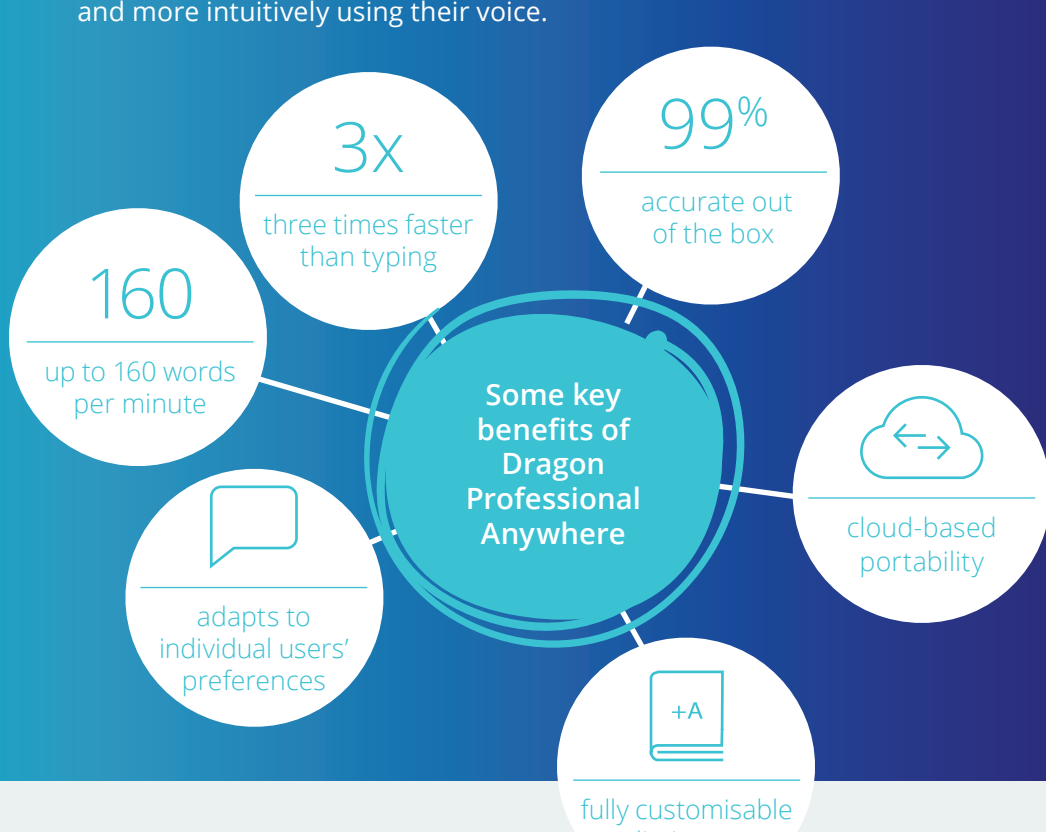 and more intuitively using their voice.
3x
three times faster
than typing
99%
accurate out
of the box
160
up to 160 words
per minute
Some key
benefits of
Dragon
Professional
Anywhere
cloud-based
portability
adapts to
individual users’
preferences
+A
fully customisable